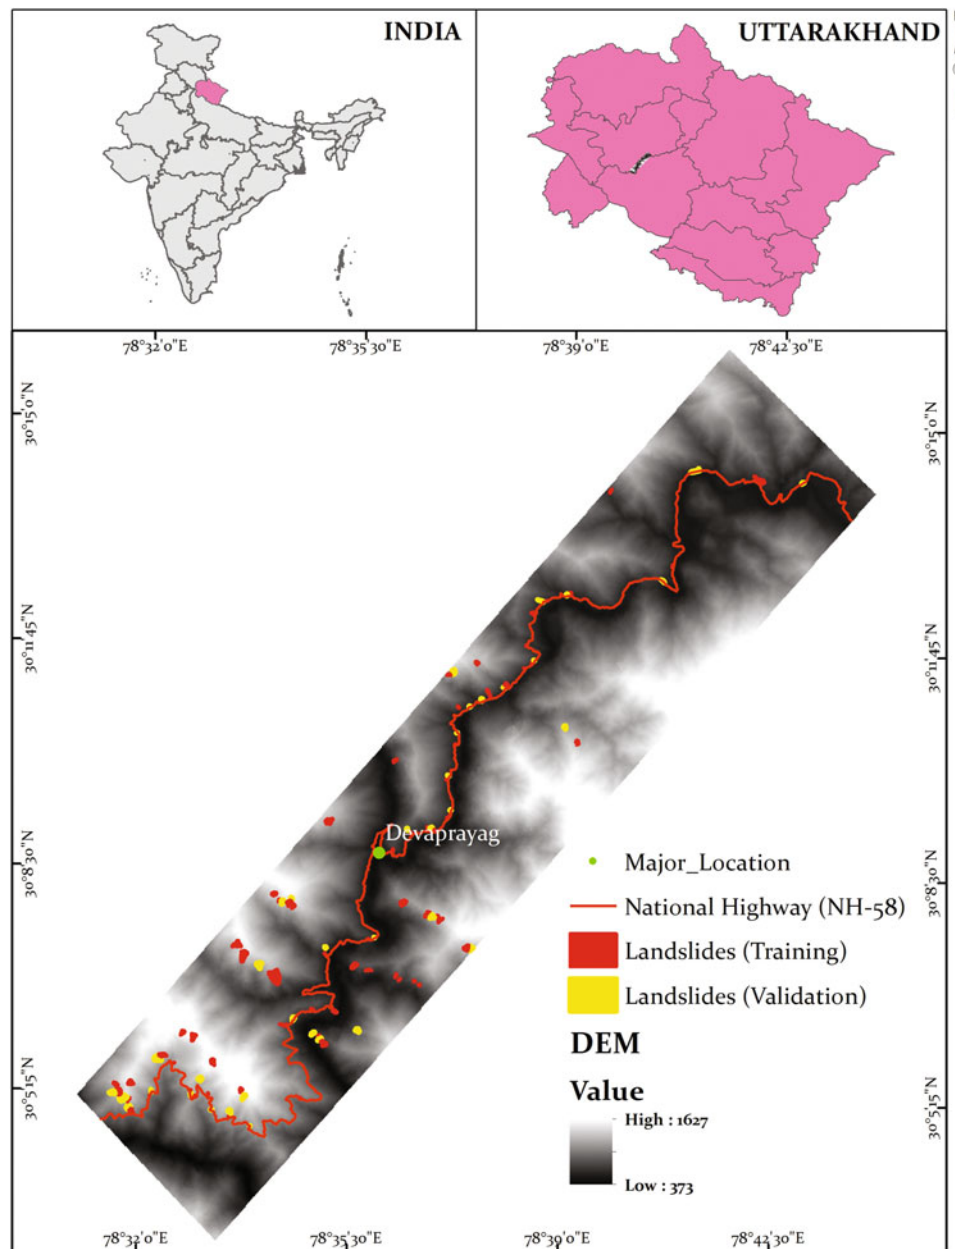 INDIA
UTTARAKHAND
78°32'0"E
78°35'30"E
78°39'0"E
78°42'30"E
30°15'0"N
30°15'0"N
30°11'45"N
30°11'45"N
Devaprayag
30°8'30"N
30°8'30"N
Major_Location
National Highway (NH-58)
Landslides (Training)
Landslides (Validation)
DEM
Value
High : 1627
Low : 373
30°5'15"N
30°5'15"N
78°32'0"E
78°35'30"E
78°39'0"E
78°42'30"E